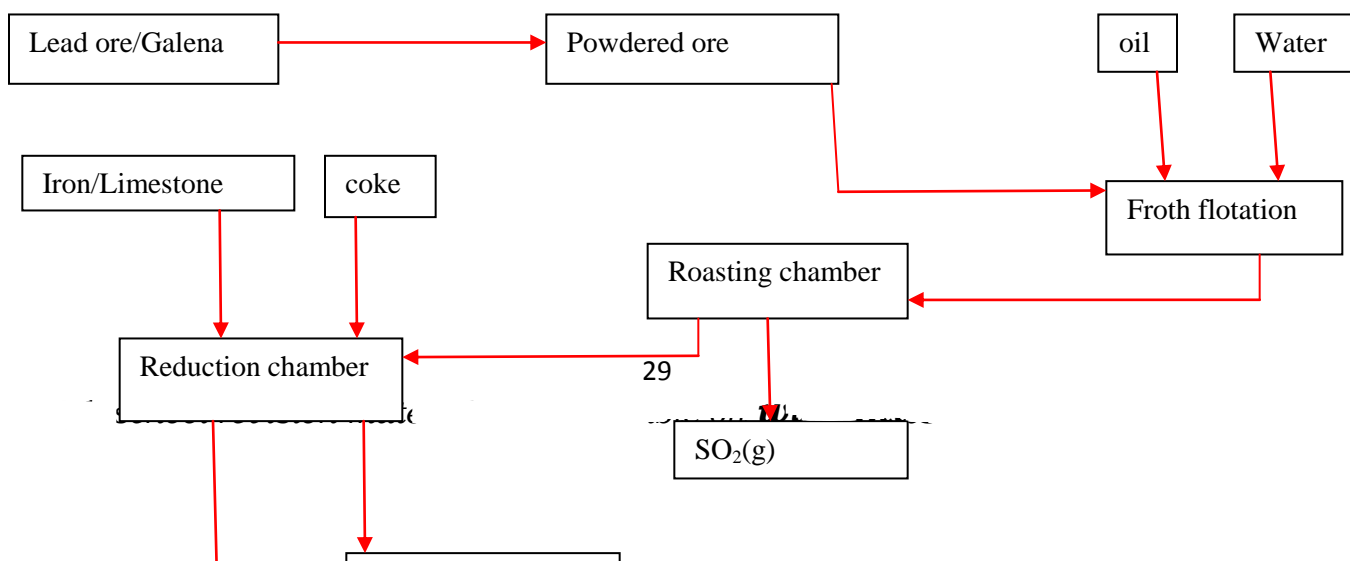 Lead ore/Galena
Powdered ore
oil
Water
Iron/Limestone
coke
Froth flotation
Roasting chamber
Reduction chamber
29
SO₂(g)